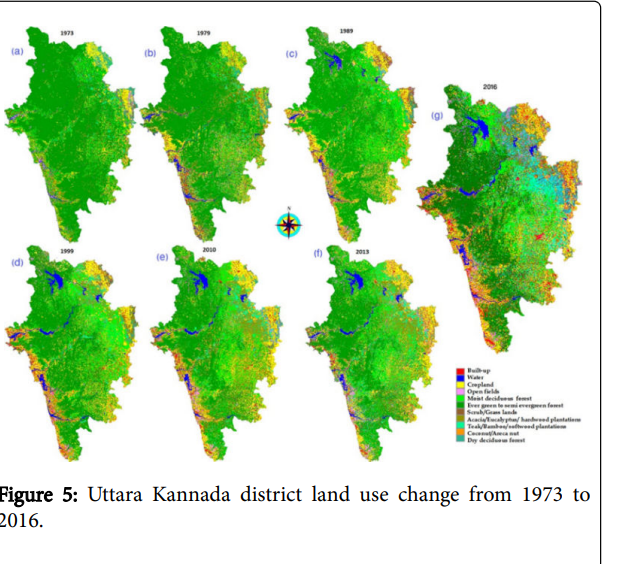 1973
(a)
1979
(b)
1989
(c)
2016
(g)
N
1999
(d)
2010
(e)
2013
(f)
Built-up
Water
Cropland
Open fields
Moist deciduous forest
Ever green to semi evergreen forest
Scrub/Grass lands
Acacia/Eucalyptus/ hardwood plantations
Teak/Bamboo/softwood plantations
Coconut/Areca nut
Dry deciduous forest
Figure 5: Uttara Kannada district land use change from 1973 to
2016.